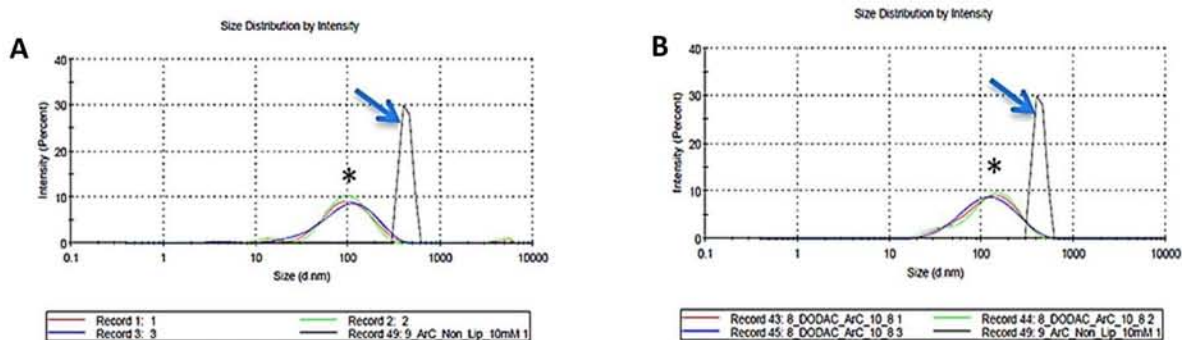 A
Size Distribution by Intensity
Intensity (Percent)
40
30
20
10
0
*
0.1 1 10 100 1000 10000
Size (d.nm)
Record 1: 1 Record 2: 2
Record 3: 3 Record 49: 9_ArC_Non_Lip_10mM 1
B
Size Distribution by Intensity
Intensity (Percent)
40
30
20
10
0
*
0.1 1 10 100 1000 10000
Size (d.nm)
Record 43: 8_DODAC_ArC_10_8 1 Record 44: 8_DODAC_ArC_10_8 2
Record 45: 8_DODAC_ArC_10_8 3 Record 49: 9_ArC_Non_Lip_10mM 1